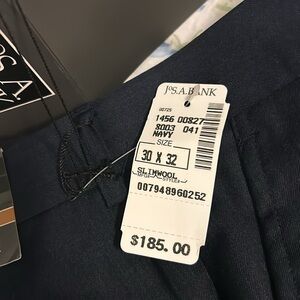 JoS.A.BANK
00725
1456 00827
8003 041
NAVY
SIZE
30 X 32
SLIMWOOL
007948960252
$185.00